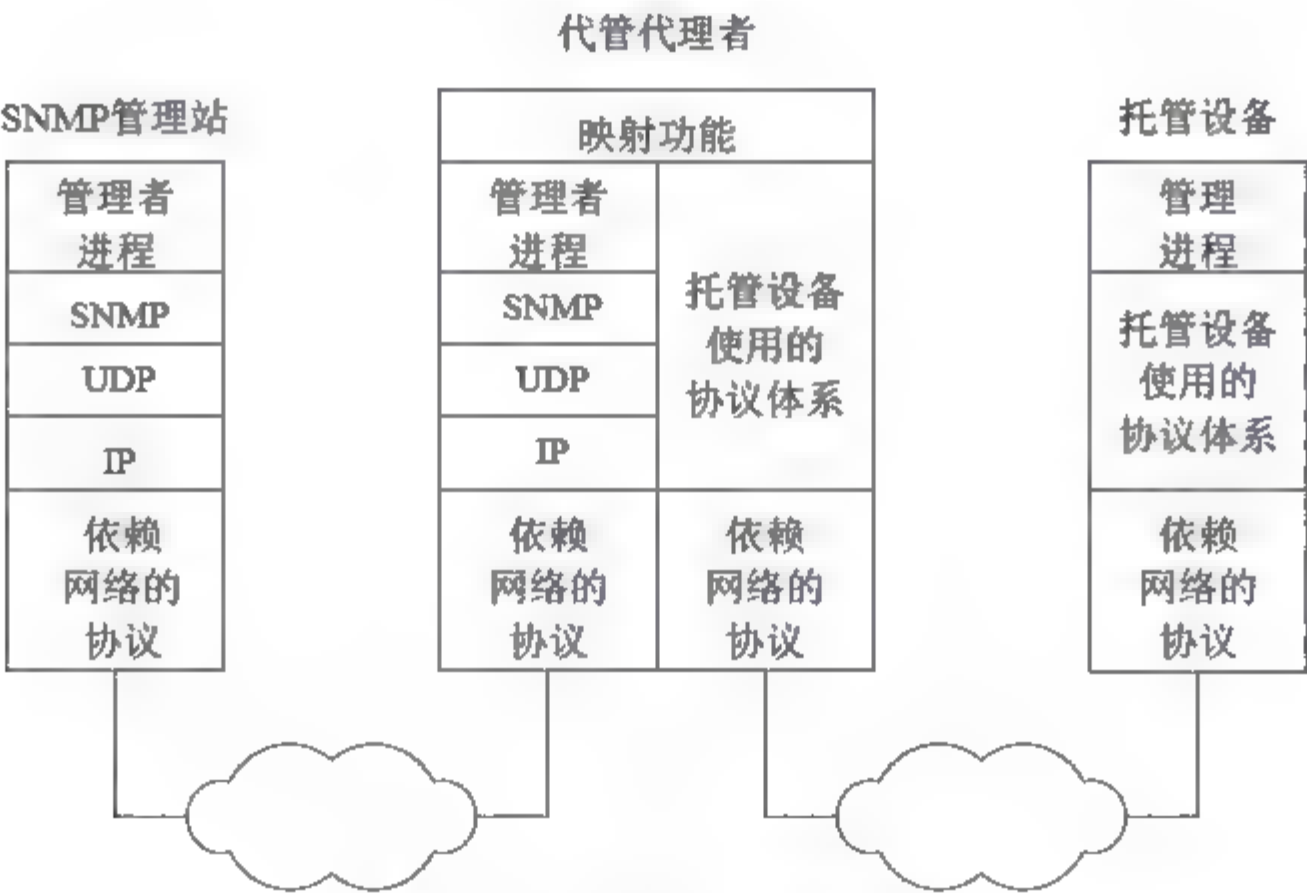 代管代理者
SNMP管理站
管理者
进程
SNMP
UDP
IP
依赖
网络的
协议
映射功能
管理者
进程
SNMP
UDP
IP
托管设备
使用的
协议体系
依赖
网络的
协议
依赖
网络的
协议
托管设备
管理
进程
托管设备
使用的
协议体系
依赖
网络的
协议